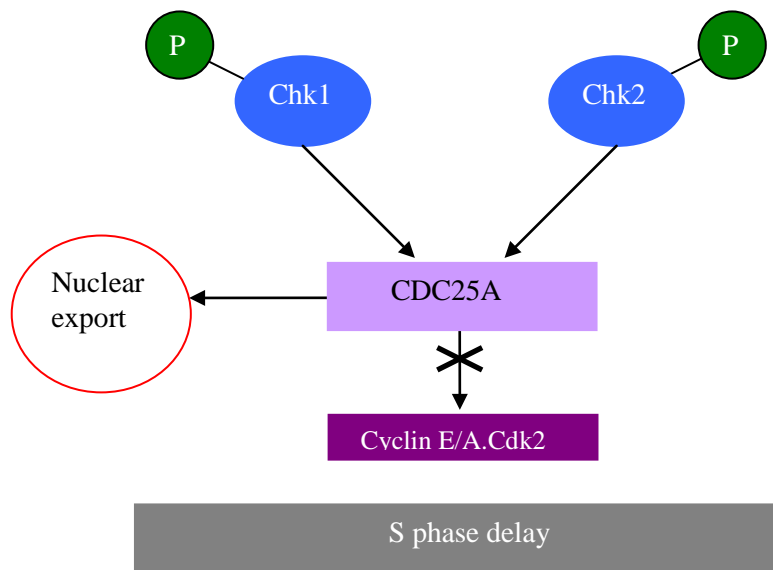 P
P
Chk1
Chk2
CDC25A
Nuclear
export
Cyclin E/A.Cdk2
S phase delay